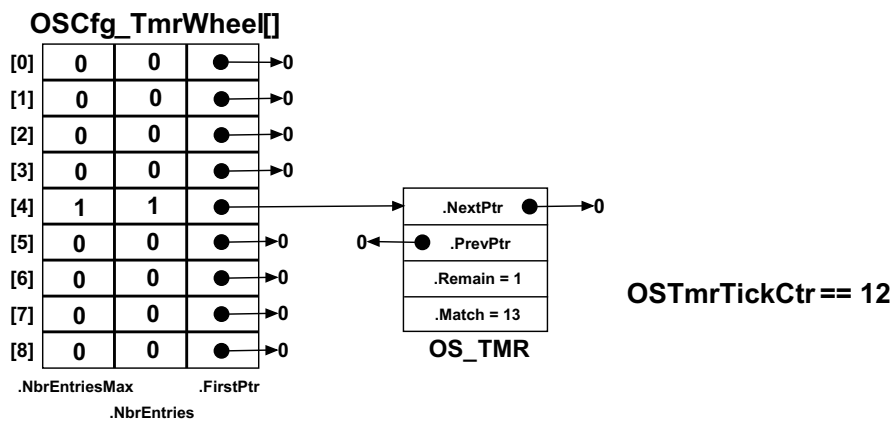 OSCfg_TmrWheel[]
[0] 0 0 0
[1] 0 0 0
[2] 0 0 0
[3] 0 0 0
[4] 1 1 .NextPtr 0
[5] 0 0 0 0 .PrevPtr
[6] 0 0 0 .Remain = 1
OSTmrTickCtr == 12
[7] 0 0 0 .Match = 13
[8] 0 0 0 OS_TMR
.NbrEntriesMax .FirstPtr
.NbrEntries